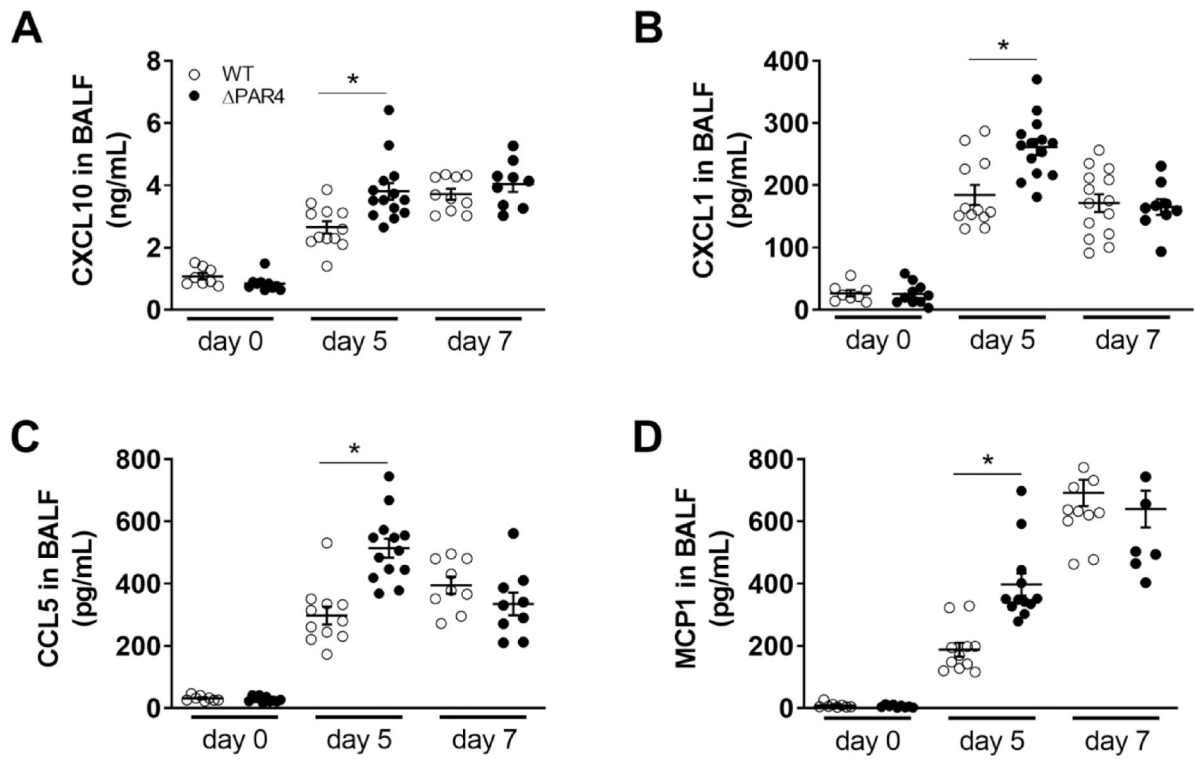 A
CXCL10 in BALF
(ng/mL)
8
6
4
2
0
WT
ΔPAR4
*
day 0
day 5
day 7
B
CXCL1 in BALF
(pg/mL)
400
300
200
100
0
*
day 0
day 5
day 7
C
CCL5 in BALF
(pg/mL)
800
600
400
200
0
*
day 0
day 5
day 7
D
MCP1 in BALF
(pg/mL)
800
600
400
200
0
*
day 0
day 5
day 7